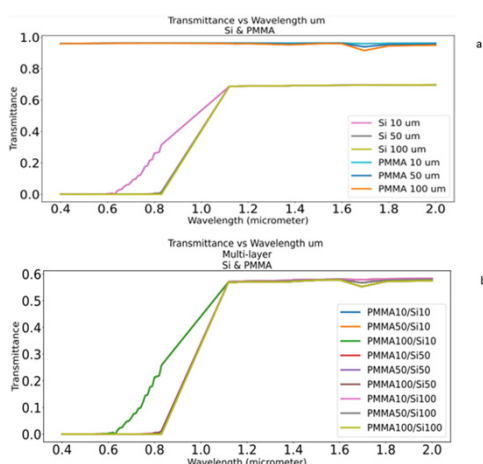 Transmittance vs Wavelength um
Si & PMMA
a
1.0
0.8
0.6
0.4
0.2
0.0
Transmittance
Si 10 um
Si 50 um
Si 100 um
PMMA 10 um
PMMA 50 um
PMMA 100 um
0.4 0.6 0.8 1.0 1.2 1.4 1.6 1.8 2.0
Wavelength (micrometer)
Transmittance vs Wavelength um
Multi-layer
Si & PMMA
b
0.6
0.5
0.4
0.3
0.2
0.1
0.0
Transmittance
PMMA10/Si10
PMMA50/Si10
PMMA100/Si10
PMMA10/Si50
PMMA50/Si50
PMMA100/Si50
PMMA10/Si100
PMMA50/Si100
PMMA100/Si100
0.4 0.6 0.8 1.0 1.2 1.4 1.6 1.8 2.0
Wavelength (micrometer)